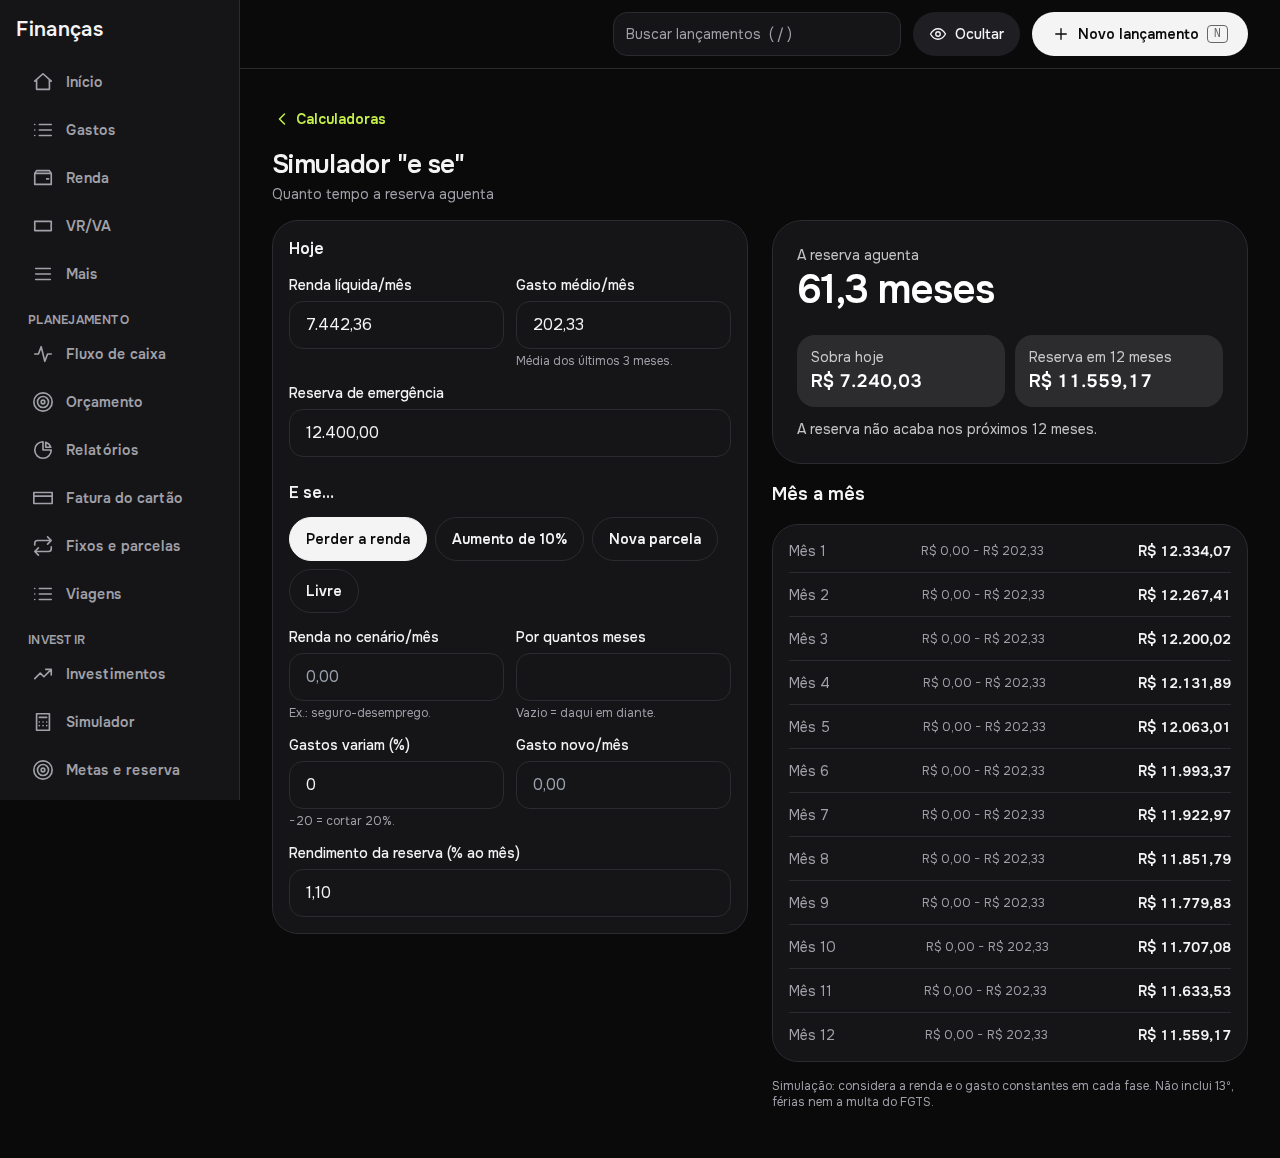 Finanças
Início
Gastos
Renda
VR/VA
Mais
PLANEJAMENTO
Fluxo de caixa
Orçamento
Relatórios
Fatura do cartão
Fixos e parcelas
Viagens
INVESTIR
Investimentos
Simulador
Metas e reserva
Buscar lançamentos ( / )
Ocultar
Novo lançamento N
Calculadoras
Simulador "e se"
Quanto tempo a reserva aguenta
Hoje
Renda líquida/mês
7.442,36
Gasto médio/mês
202,33
Média dos últimos 3 meses.
Reserva de emergência
12.400,00
E se...
Perder a renda
Aumento de 10%
Nova parcela
Livre
Renda no cenário/mês
0,00
Ex.: seguro-desemprego.
Por quantos meses
Vazio = daqui em diante.
Gastos variam (%)
0
-20 = cortar 20%.
Gasto novo/mês
0,00
Rendimento da reserva (% ao mês)
1,10
A reserva aguenta
61,3 meses
Sobra hoje
R$ 7.240,03
Reserva em 12 meses
R$ 11.559,17
A reserva não acaba nos próximos 12 meses.
Mês a mês
Mês 1 R$ 0,00 - R$ 202,33 R$ 12.334,07
Mês 2 R$ 0,00 - R$ 202,33 R$ 12.267,41
Mês 3 R$ 0,00 - R$ 202,33 R$ 12.200,02
Mês 4 R$ 0,00 - R$ 202,33 R$ 12.131,89
Mês 5 R$ 0,00 - R$ 202,33 R$ 12.063,01
Mês 6 R$ 0,00 - R$ 202,33 R$ 11.993,37
Mês 7 R$ 0,00 - R$ 202,33 R$ 11.922,97
Mês 8 R$ 0,00 - R$ 202,33 R$ 11.851,79
Mês 9 R$ 0,00 - R$ 202,33 R$ 11.779,83
Mês 10 R$ 0,00 - R$ 202,33 R$ 11.707,08
Mês 11 R$ 0,00 - R$ 202,33 R$ 11.633,53
Mês 12 R$ 0,00 - R$ 202,33 R$ 11.559,17
Simulação: considera a renda e o gasto constantes em cada fase. Não inclui 13º,
férias nem a multa do FGTS.